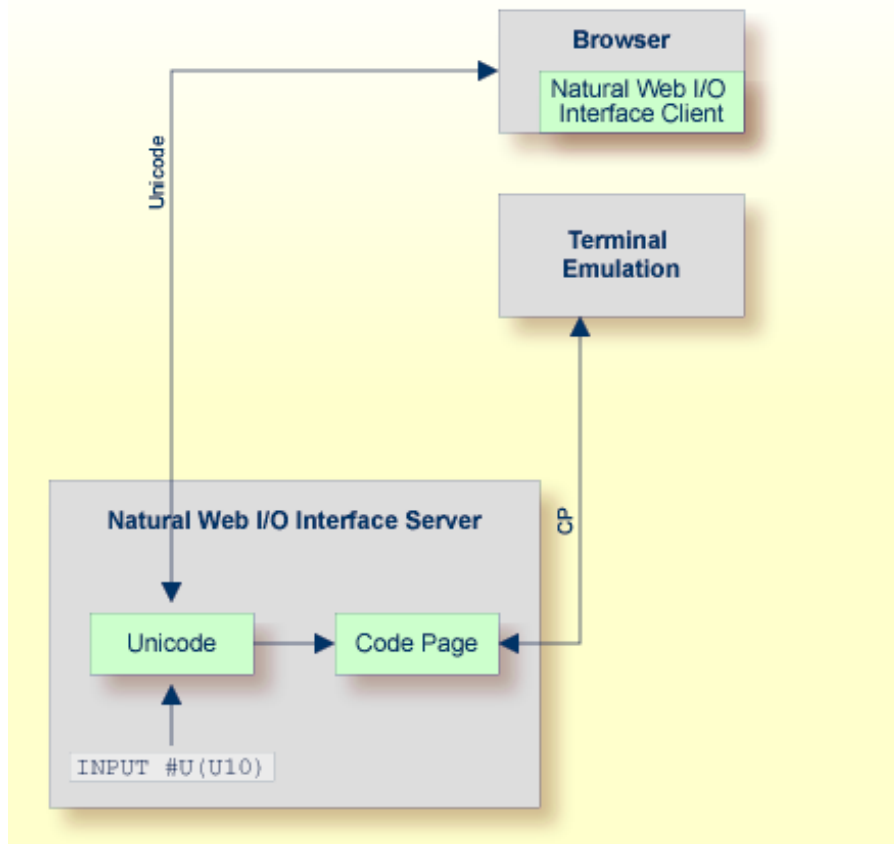 Browser
Natural Web I/O
Interface Client
Unicode
Terminal
Emulation
Natural Web I/O Interface Server
CP
Unicode
Code Page
INPUT #U(U10)